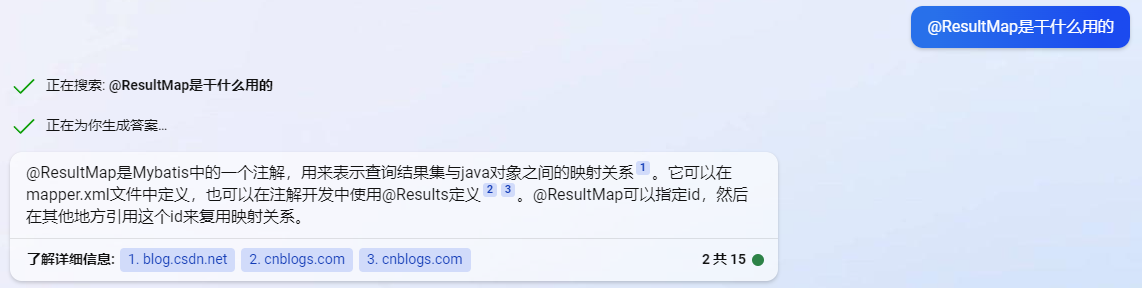 @ResultMap是干什么用的
正在搜索: @ResultMap是干什么用的
正在为你生成答案...
@ResultMap是Mybatis中的一个注解，用来表示查询结果集与java对象之间的映射关系 1 。它可以在
mapper.xml文件中定义，也可以在注解开发中使用@Results定义 2 3 。@ResultMap可以指定id，然后
在其他地方引用这个id来复用映射关系。
了解详细信息: 1. blog.csdn.net 2. cnblogs.com 3. cnblogs.com 2 共 15